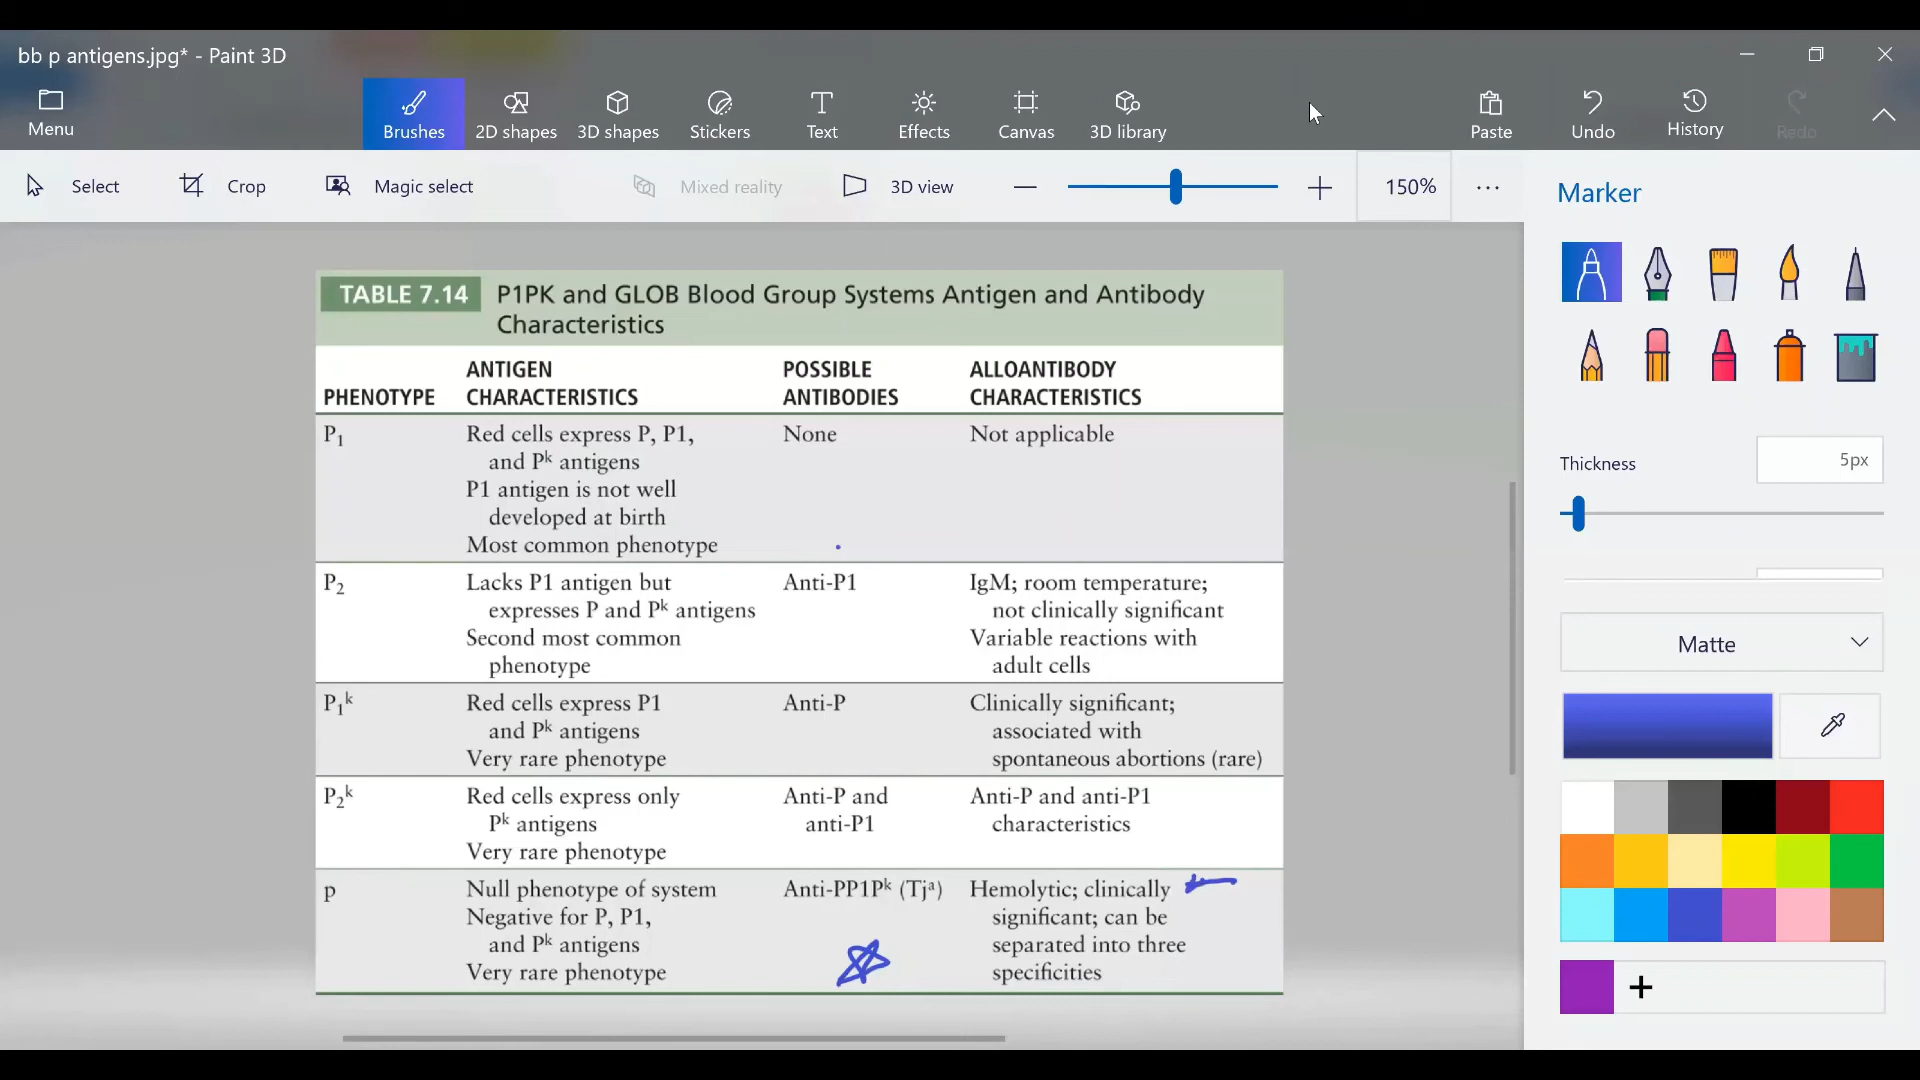 bb p antigens.jpg* - Paint 3D
Menu
Brushes
2D shapes
3D shapes
Stickers
Text
Effects
Canvas
3D library
Paste
Undo
History
Redo
Select
Crop
Magic select
Mixed reality
3D view
150%
Marker
Thickness
5px
Matte
TABLE 7.14 P1PK and GLOB Blood Group Systems Antigen and Antibody
Characteristics
PHENOTYPE
ANTIGEN
CHARACTERISTICS
POSSIBLE
ANTIBODIES
ALLOANTIBODY
CHARACTERISTICS
P₁
Red cells express P, P1,
and Pᵏ antigens
P1 antigen is not well
developed at birth
Most common phenotype
None
Not applicable
P₂
Lacks P1 antigen but
expresses P and Pᵏ antigens
Second most common
phenotype
Anti-P1
IgM; room temperature;
not clinically significant
Variable reactions with
adult cells
P₁ᵏ
Red cells express P1
and Pᵏ antigens
Very rare phenotype
Anti-P
Clinically significant;
associated with
spontaneous abortions (rare)
P₂ᵏ
Red cells express only
Pᵏ antigens
Very rare phenotype
Anti-P and
anti-P1
Anti-P and anti-P1
characteristics
p
Null phenotype of system
Negative for P, P1,
and Pᵏ antigens
Very rare phenotype
Anti-PP1Pᵏ (Tjᵃ)
Hemolytic; clinically
significant; can be
separated into three
specificities